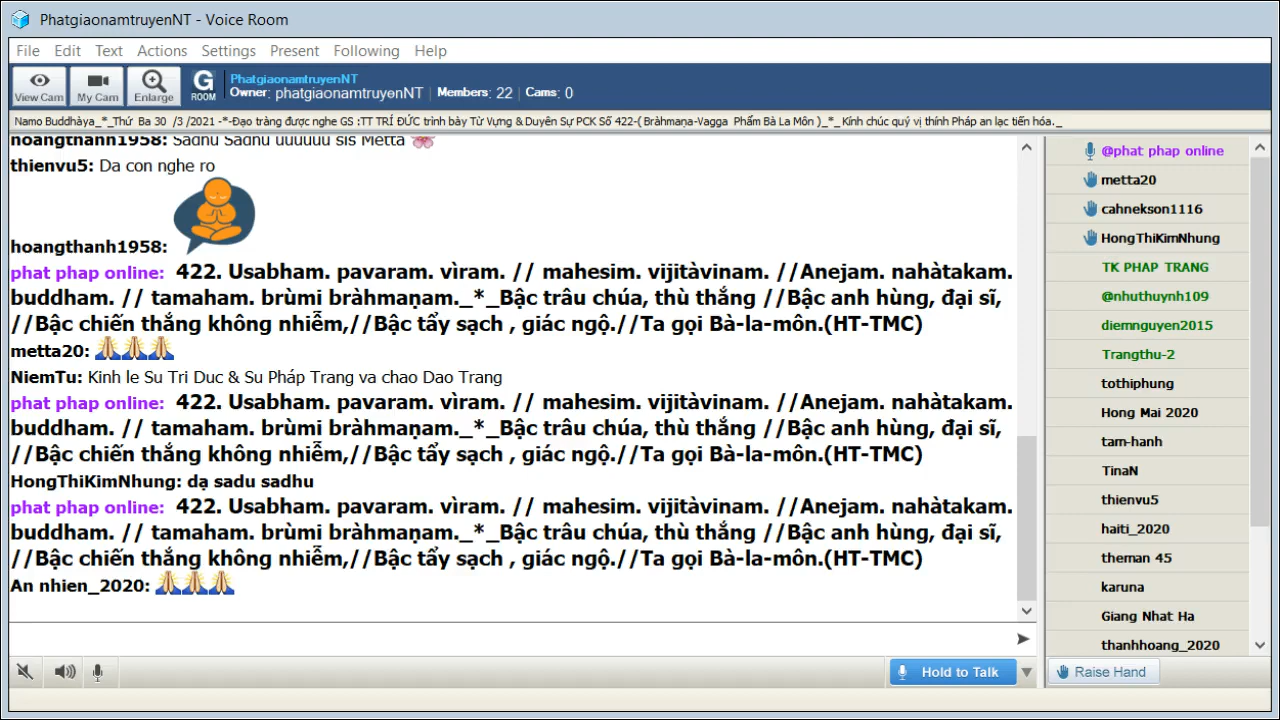 PhatgiaonamtruyenNT - Voice Room
File Edit Text Actions Settings Present Following Help
View Cam
My Cam
Enlarge
G
ROOM
PhatgiaonamtruyenNT
Owner: phatgiaonamtruyenNT | Members: 22 | Cams: 0
Namo Buddhàya_*_Thứ Ba 30 /3 /2021 -*-Đạo tràng được nghe GS :TT TRÍ ĐỨC trình bày Từ Vựng & Duyên Sự PCK Số 422-( Bràhmaṇa-Vagga Phẩm Bà La Môn )_*_Kính chúc quý vị thính Pháp an lạc tiến hóa._
hoangthanh1958: Sadhu Sadhu uuuuuu sis Metta
thienvu5: Da con nghe ro
hoangthanh1958:
phat phap online: 422. Usabham. pavaram. vìram. // mahesim. vijitàvinam. //Anejam. nahàtakam.
buddham. // tamaham. brùmi bràhmaṇam._*_Bậc trâu chúa, thù thắng //Bậc anh hùng, đại sĩ,
//Bậc chiến thắng không nhiễm,//Bậc tẩy sạch , giác ngộ.//Ta gọi Bà-la-môn.(HT-TMC)
metta20:
NiemTu: Kinh le Su Tri Duc & Su Pháp Trang va chao Dao Trang
phat phap online: 422. Usabham. pavaram. vìram. // mahesim. vijitàvinam. //Anejam. nahàtakam.
buddham. // tamaham. brùmi bràhmaṇam._*_Bậc trâu chúa, thù thắng //Bậc anh hùng, đại sĩ,
//Bậc chiến thắng không nhiễm,//Bậc tẩy sạch , giác ngộ.//Ta gọi Bà-la-môn.(HT-TMC)
HongThiKimNhung: dạ sadu sadhu
phat phap online: 422. Usabham. pavaram. vìram. // mahesim. vijitàvinam. //Anejam. nahàtakam.
buddham. // tamaham. brùmi bràhmaṇam._*_Bậc trâu chúa, thù thắng //Bậc anh hùng, đại sĩ,
//Bậc chiến thắng không nhiễm,//Bậc tẩy sạch , giác ngộ.//Ta gọi Bà-la-môn.(HT-TMC)
An nhien_2020:
@phat phap online
metta20
cahnekson1116
HongThiKimNhung
TK PHAP TRANG
@nhuthuynh109
diemnguyen2015
Trangthu-2
tothiphung
Hong Mai 2020
tam-hanh
TinaN
thienvu5
haiti_2020
theman 45
karuna
Giang Nhat Ha
thanhhoang_2020
Hold to Talk
Raise Hand